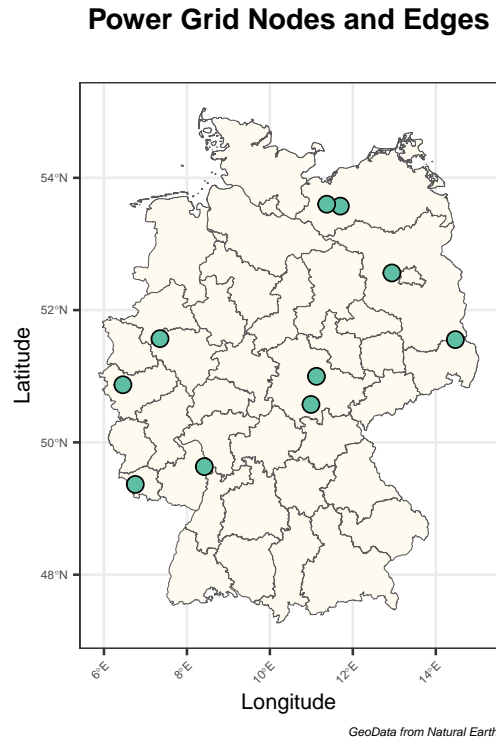 Power Grid Nodes and Edges
54°N
52°N
50°N
48°N
Latitude
6°E
8°E
10°E
12°E
14°E
Longitude
GeoData from Natural Earth